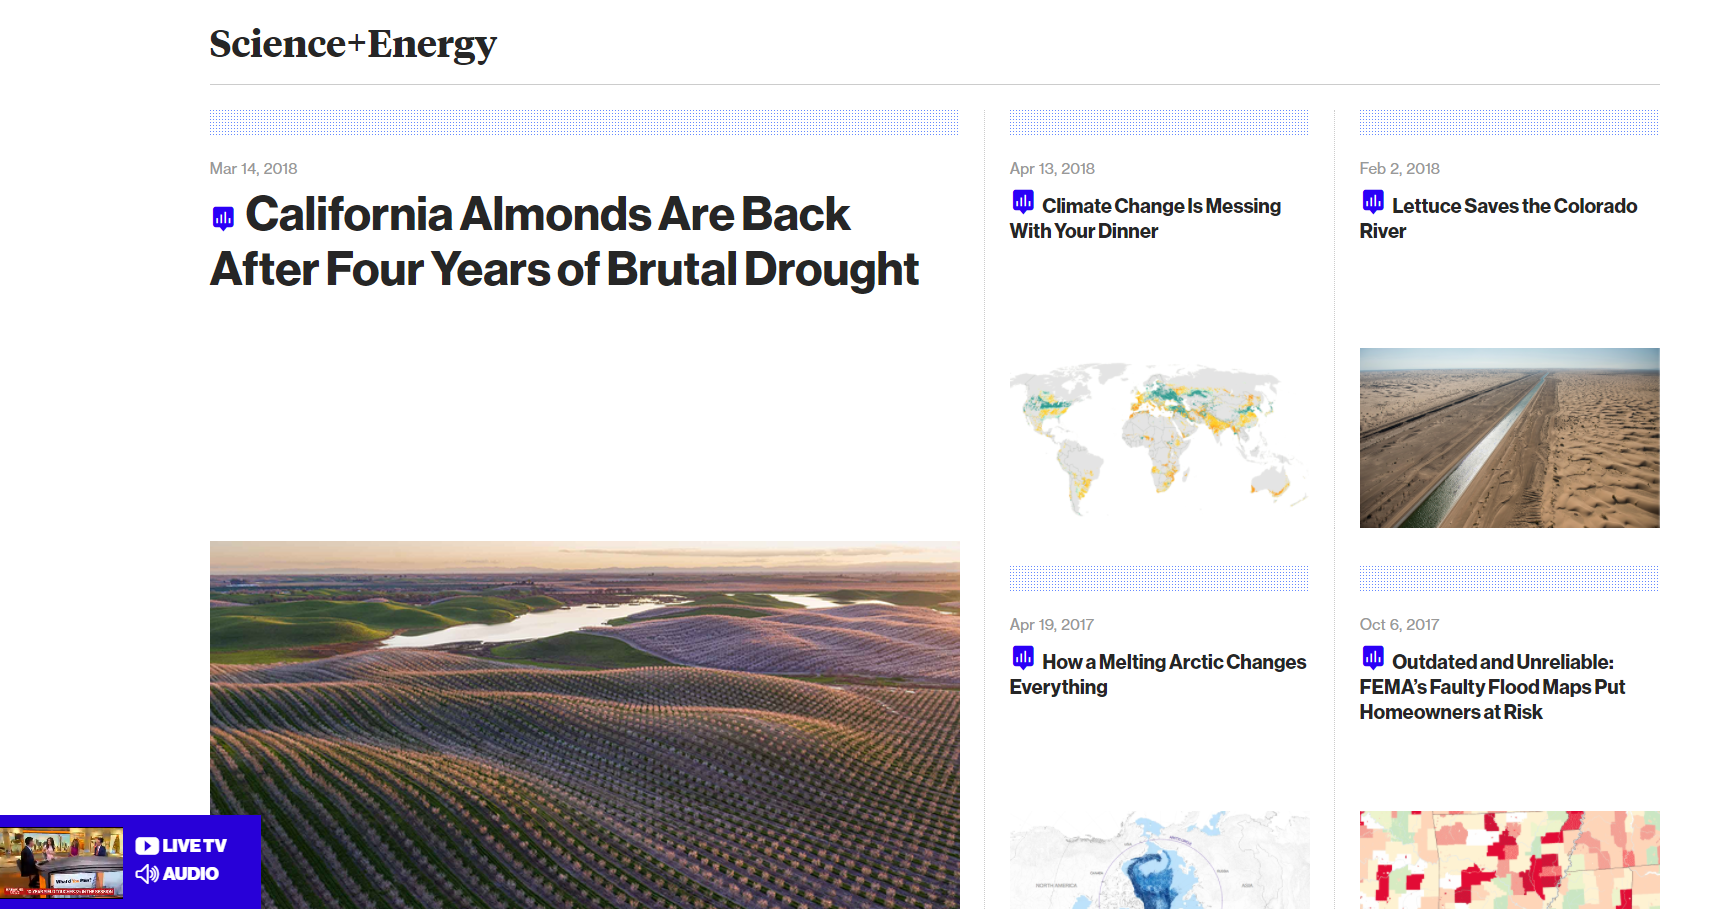 Science+Energy
Mar 14, 2018
California Almonds Are Back
After Four Years of Brutal Drought
Apr 13, 2018
Climate Change Is Messing
With Your Dinner
Feb 2, 2018
Lettuce Saves the Colorado
River
Apr 19, 2017
How a Melting Arctic Changes
Everything
Oct 6, 2017
Outdated and Unreliable:
FEMA's Faulty Flood Maps Put
Homeowners at Risk
NORTH AMERICA
ASIA
LIVE TV
AUDIO